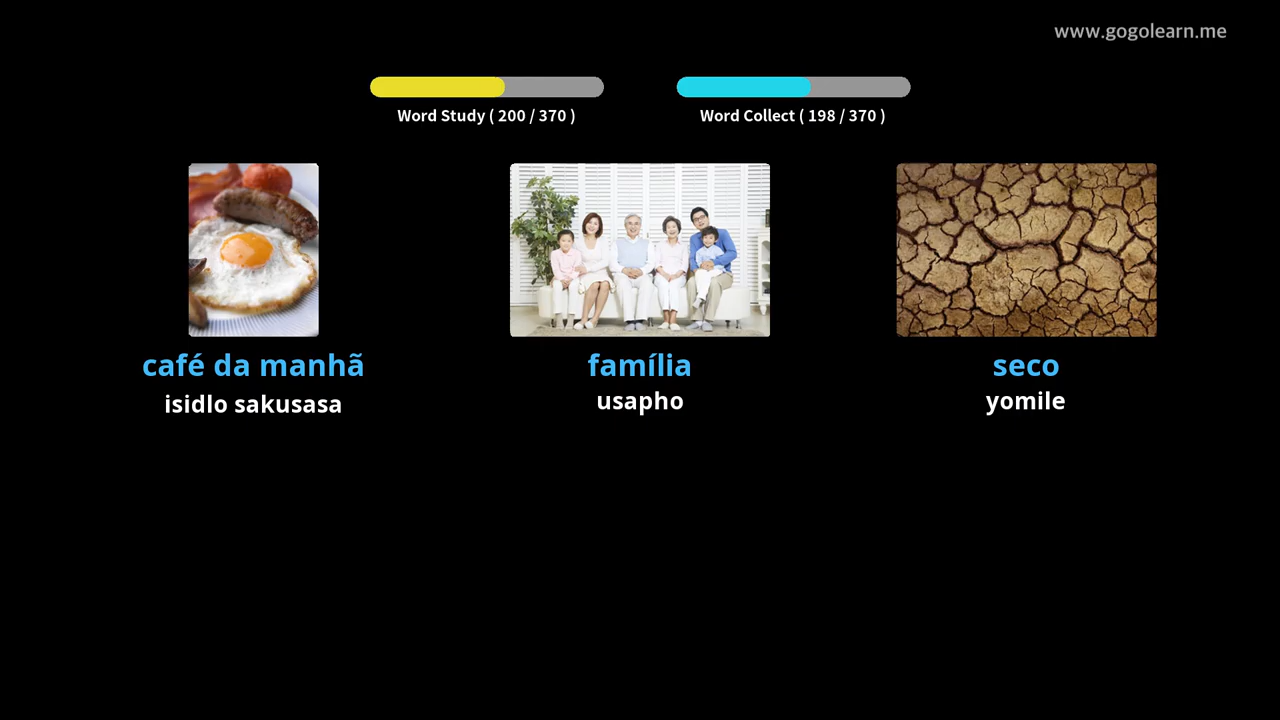 www.gogolearn.me
Word Study ( 200 / 370 )
Word Collect ( 198 / 370 )
café da manhã
isidlo sakusasa
família
usapho
seco
yomile